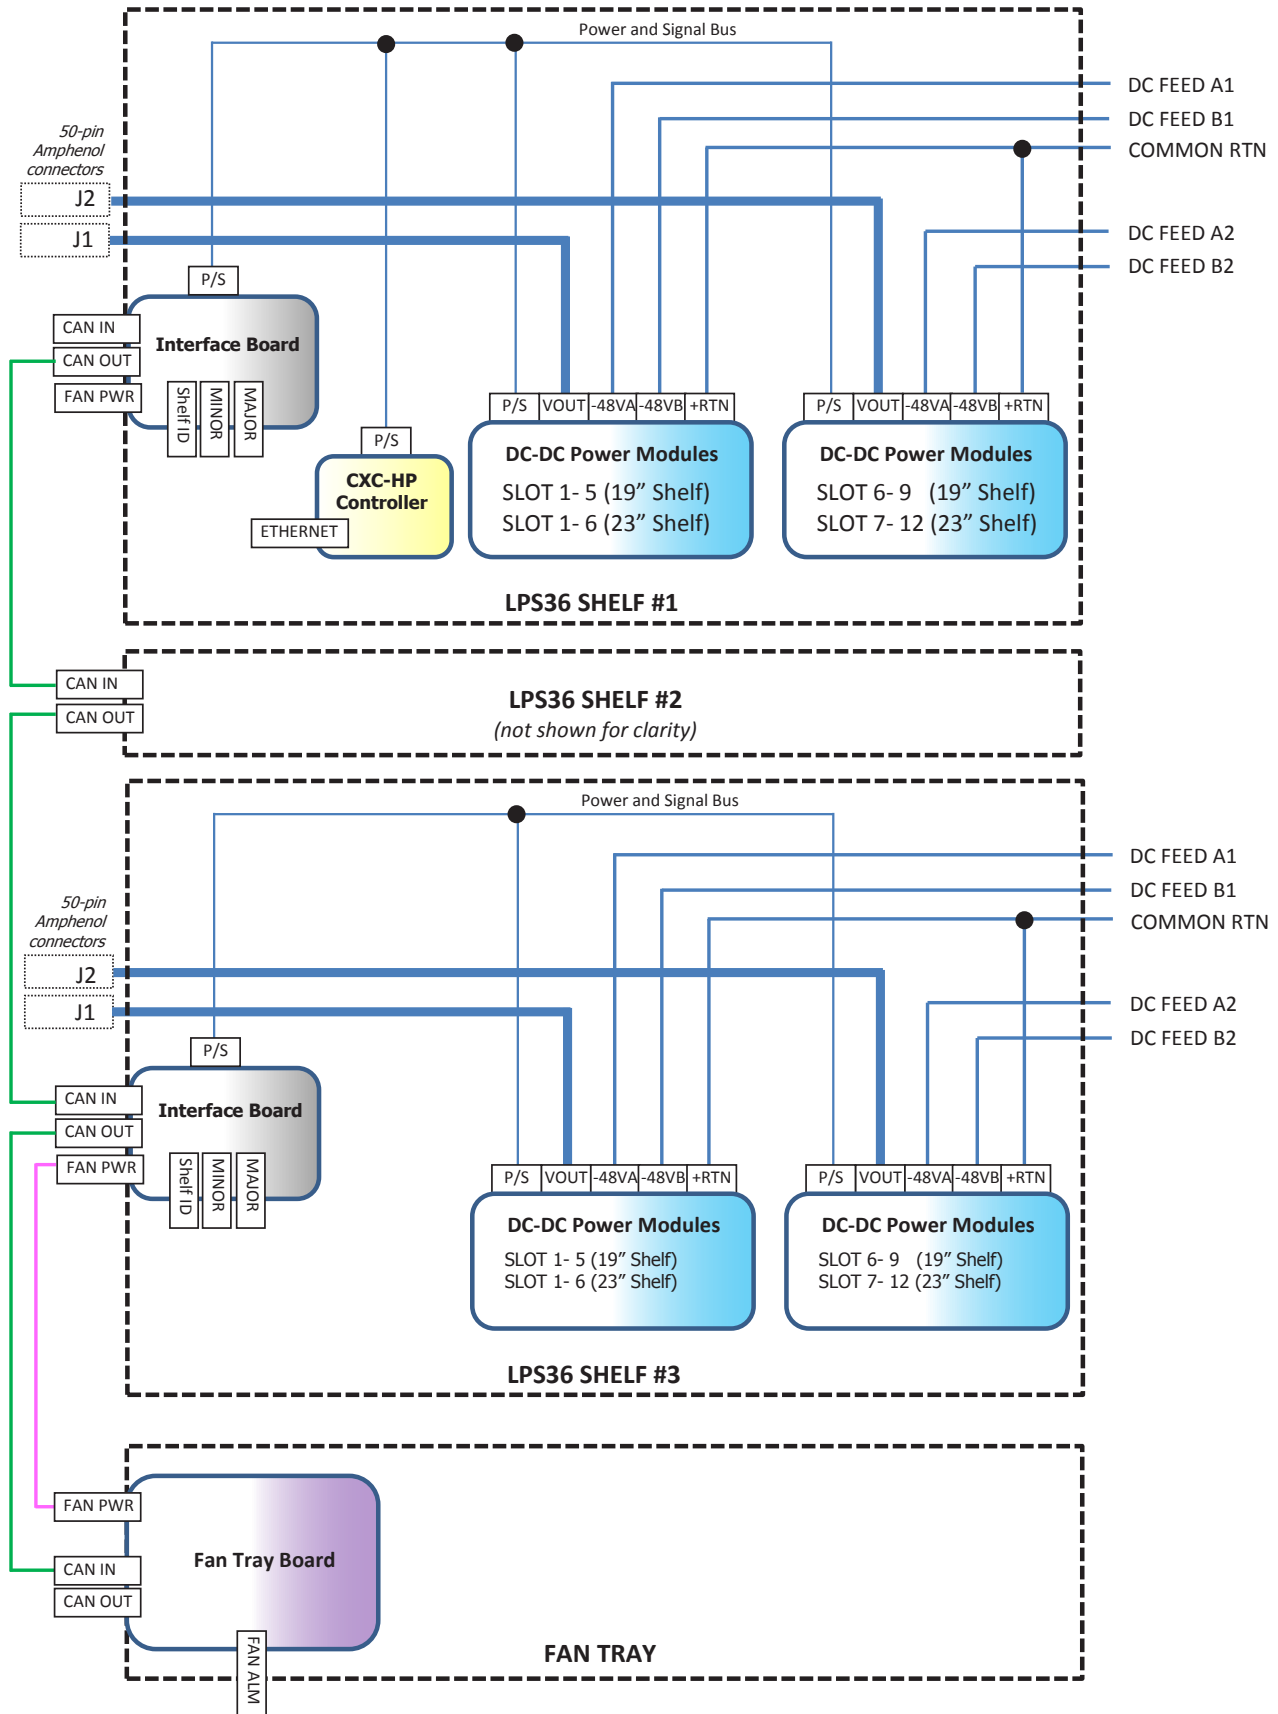 Power and Signal Bus
DC FEED A1
DC FEED B1
COMMON RTN
50-pin
Amphenol
connectors
J2
J1
DC FEED A2
DC FEED B2
P/S
CAN IN
CAN OUT
FAN PWR
Interface Board
Shelf ID
MINOR
MAJOR
P/S
CXC-HP
Controller
ETHERNET
P/S VOUT -48VA -48VB +RTN
DC-DC Power Modules
SLOT 1- 5 (19” Shelf)
SLOT 1- 6 (23” Shelf)
P/S VOUT -48VA -48VB +RTN
DC-DC Power Modules
SLOT 6- 9 (19” Shelf)
SLOT 7- 12 (23” Shelf)
LPS36 SHELF #1
CAN IN
CAN OUT
LPS36 SHELF #2
(not shown for clarity)
Power and Signal Bus
DC FEED A1
DC FEED B1
COMMON RTN
50-pin
Amphenol
connectors
J2
J1
DC FEED A2
DC FEED B2
P/S
CAN IN
CAN OUT
FAN PWR
Interface Board
Shelf ID
MINOR
MAJOR
P/S VOUT -48VA -48VB +RTN
DC-DC Power Modules
SLOT 1- 5 (19” Shelf)
SLOT 1- 6 (23” Shelf)
P/S VOUT -48VA -48VB +RTN
DC-DC Power Modules
SLOT 6- 9 (19” Shelf)
SLOT 7- 12 (23” Shelf)
LPS36 SHELF #3
FAN PWR
CAN IN
CAN OUT
Fan Tray Board
FAN ALM
FAN TRAY